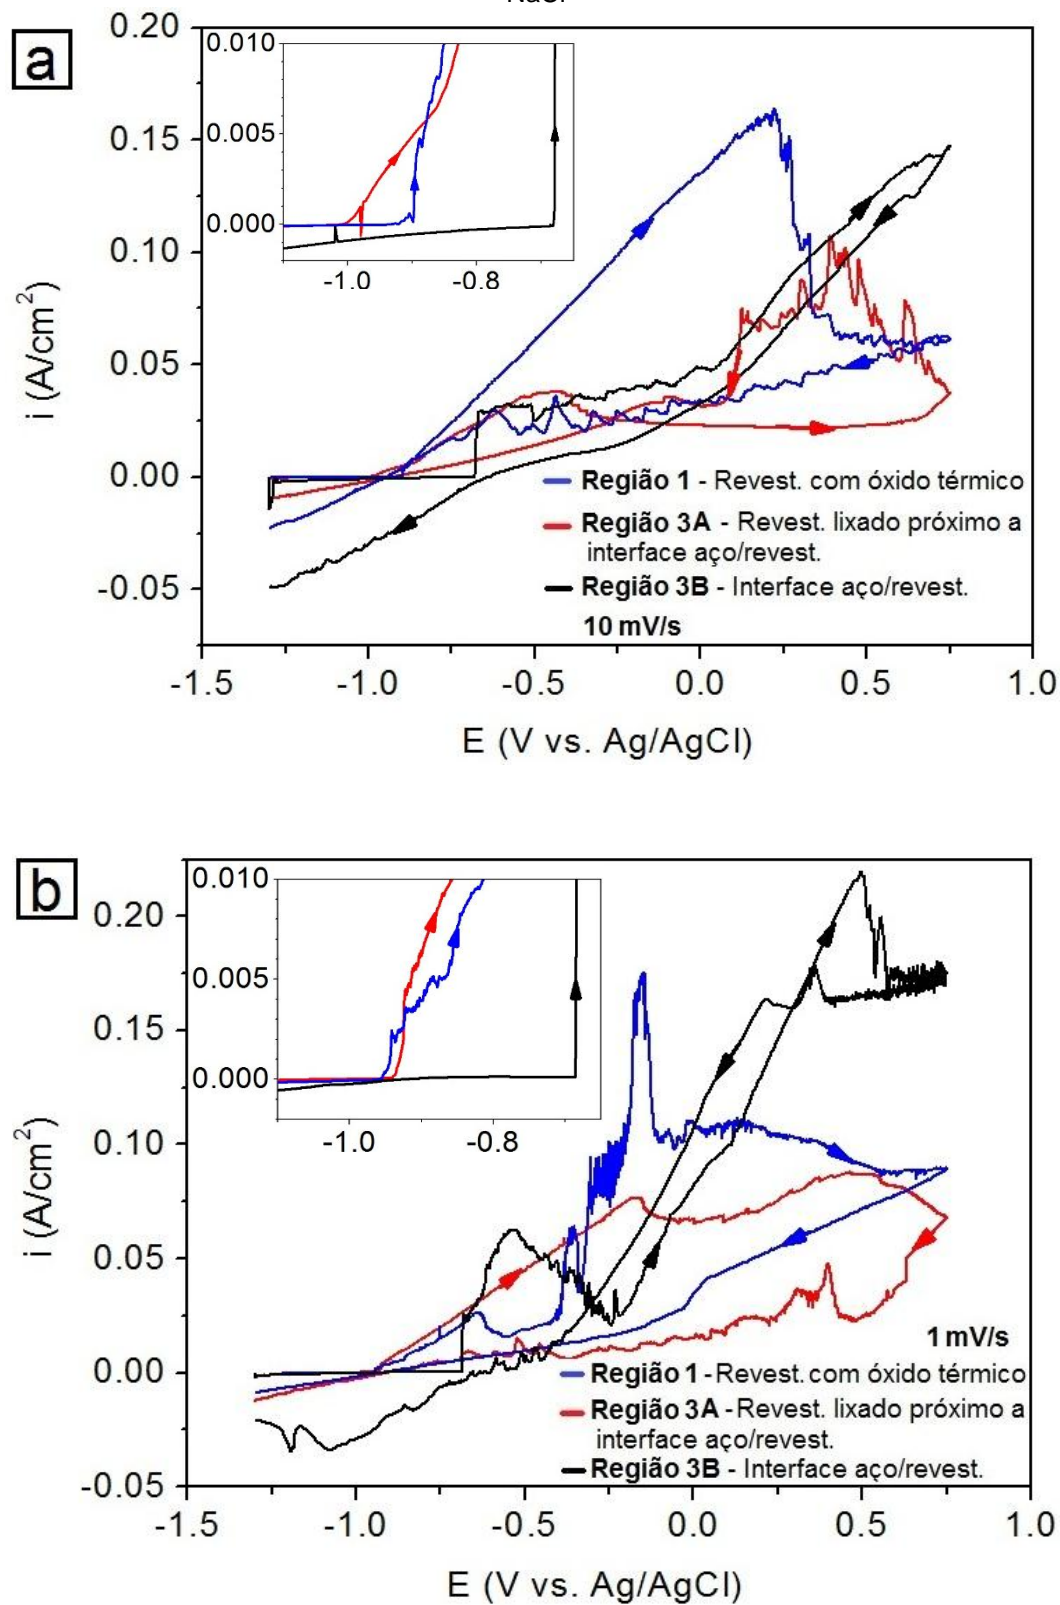 NaCl
a
0.20
0.15
0.10
0.05
0.00
-0.05
i (A/cm²)
0.010
0.005
0.000
-1.0 -0.8
Região 1 - Revest. com óxido térmico
Região 3A - Revest. lixado próximo a
interface aço/revest.
Região 3B - Interface aço/revest.
10 mV/s
-1.5 -1.0 -0.5 0.0 0.5 1.0
E (V vs. Ag/AgCl)
b
0.20
0.15
0.10
0.05
0.00
-0.05
i (A/cm²)
0.010
0.005
0.000
-1.0 -0.8
1 mV/s
Região 1 -Revest. com óxido térmico
Região 3A -Revest. lixado próximo a
interface aço/revest.
Região 3B - Interface aço/revest.
-1.5 -1.0 -0.5 0.0 0.5 1.0
E (V vs. Ag/AgCl)